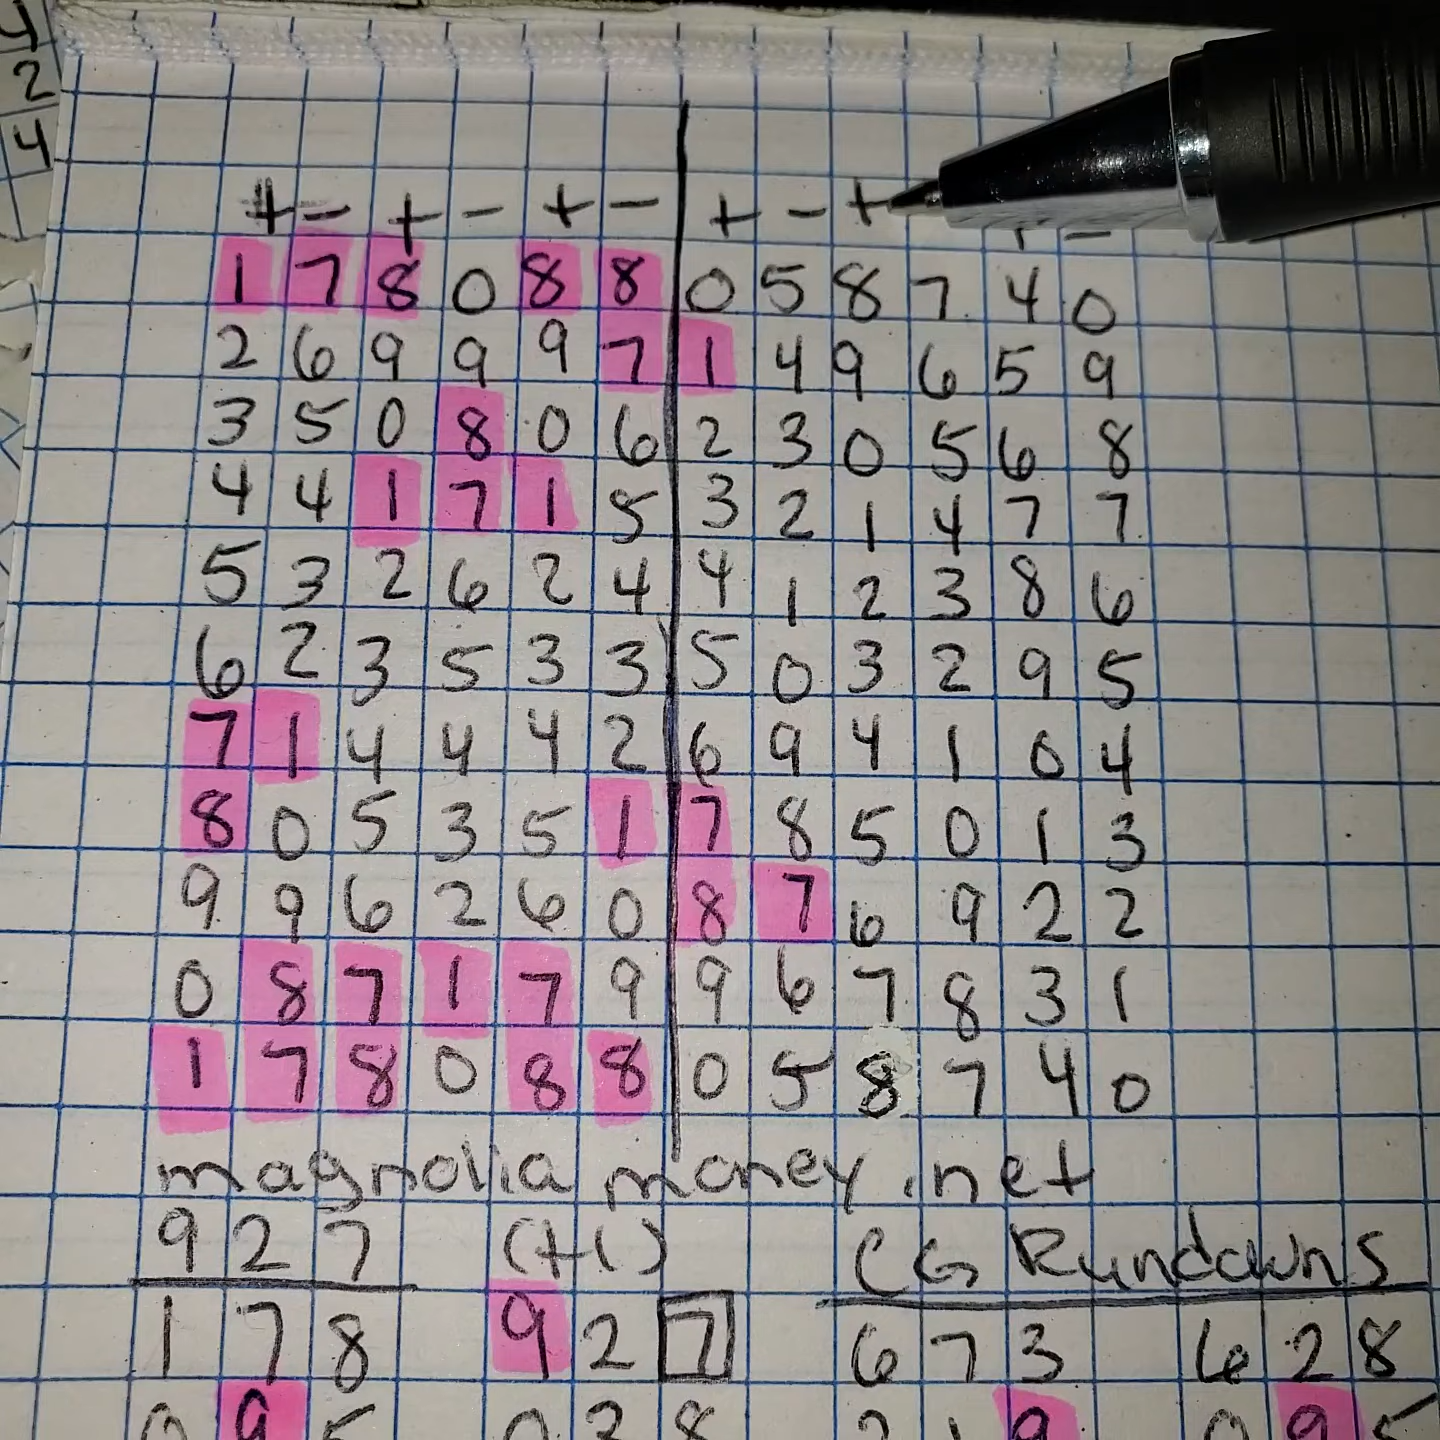 4
2
4
+ - + - + - + - +
1 7 8 0 8 8 0 5 8 7 4 0
2 6 9 9 9 7 1 4 9 6 5 9
3 5 0 8 0 6 2 3 0 5 6 8
4 4 1 7 1 5 3 2 1 4 7 7
5 3 2 6 2 4 4 1 2 3 8 6
6 2 3 5 3 3 5 0 3 2 9 5
7 1 4 4 4 2 6 9 4 1 0 4
8 0 5 3 5 1 7 8 5 0 1 3
9 9 6 2 6 0 8 7 6 9 2 2
0 8 7 1 7 9 9 6 7 8 3 1
1 7 8 0 8 8 0 5 8 7 4 0
magnolia money.net
9 2 7 (+1) CG Rundowns
1 7 8 9 2 7 6 7 3 6 2 8